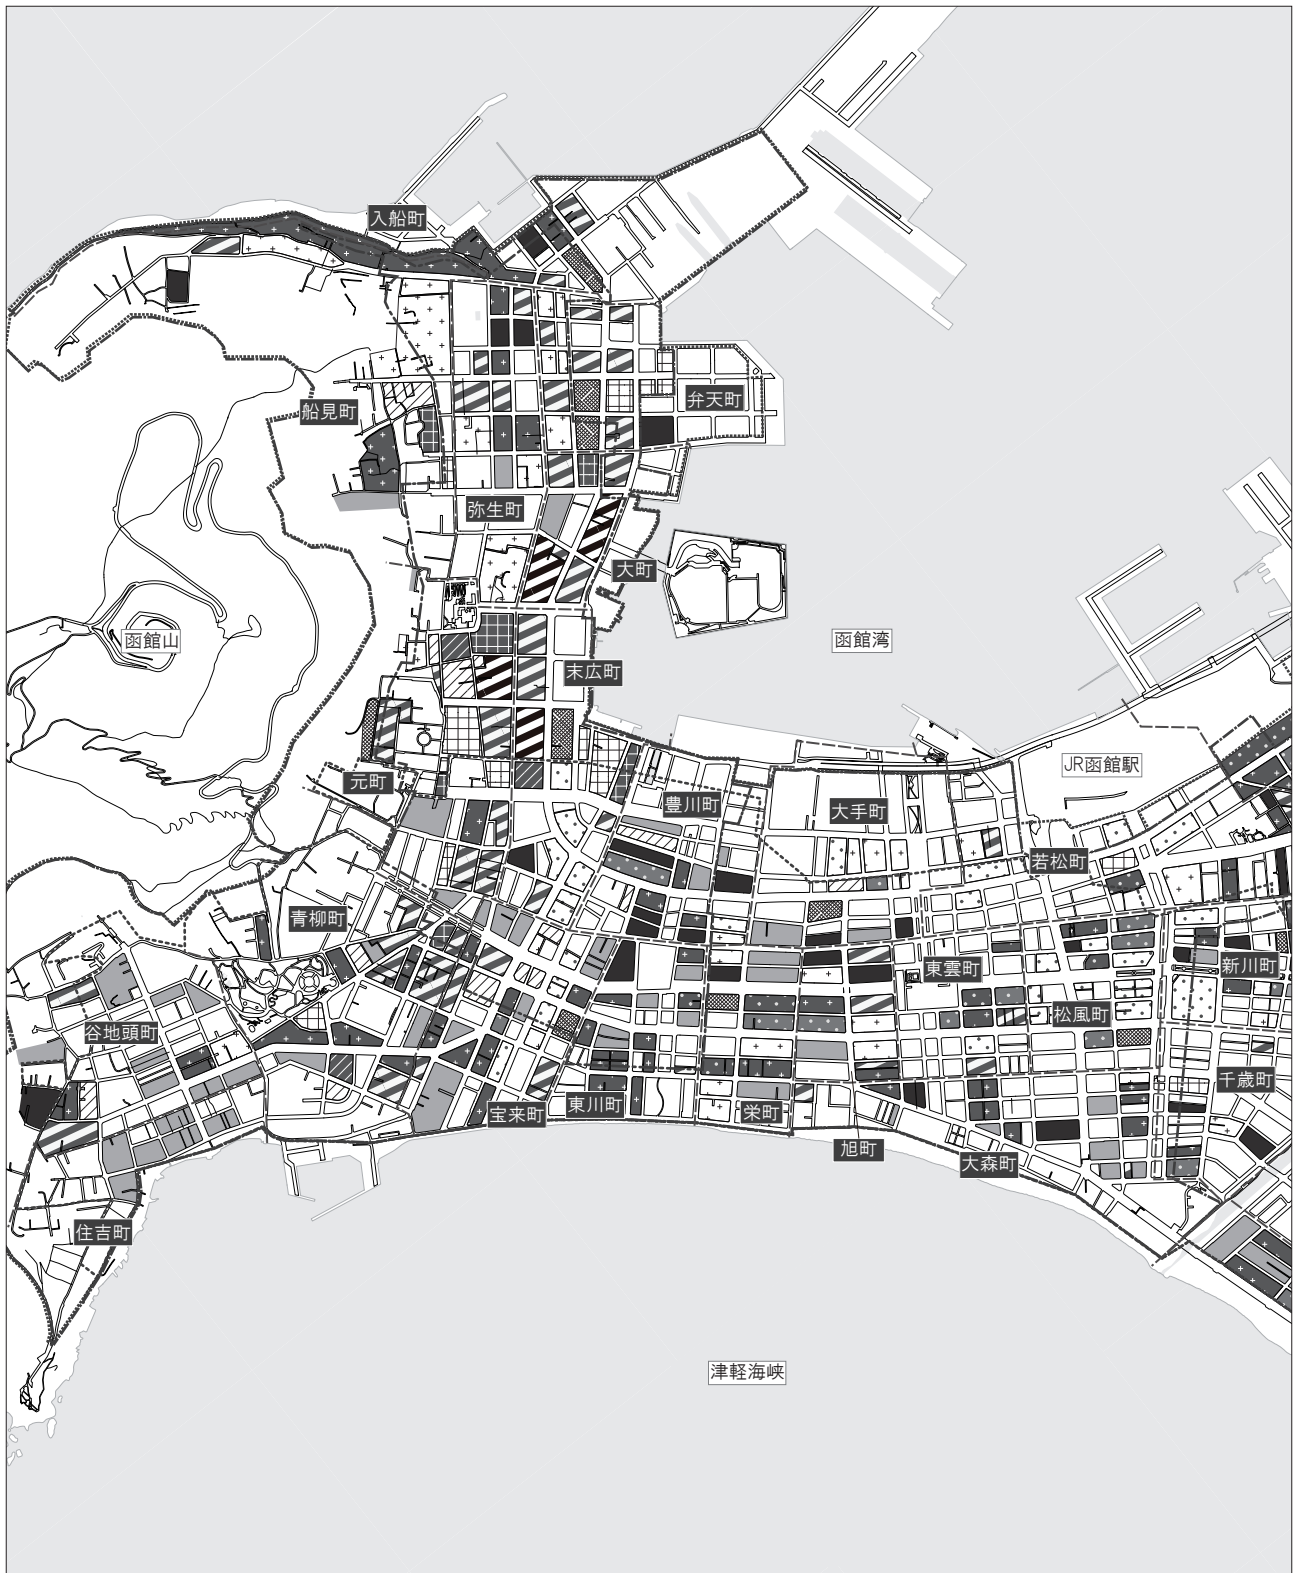 入船町
弁天町
船見町
弥生町
大町
函館山
函館湾
末広町
JR函館駅
元町
豊川町
大手町
若松町
青柳町
東雲町
新川町
松風町
谷地頭町
千歳町
宝来町
東川町
栄町
旭町
大森町
住吉町
津軽海峡